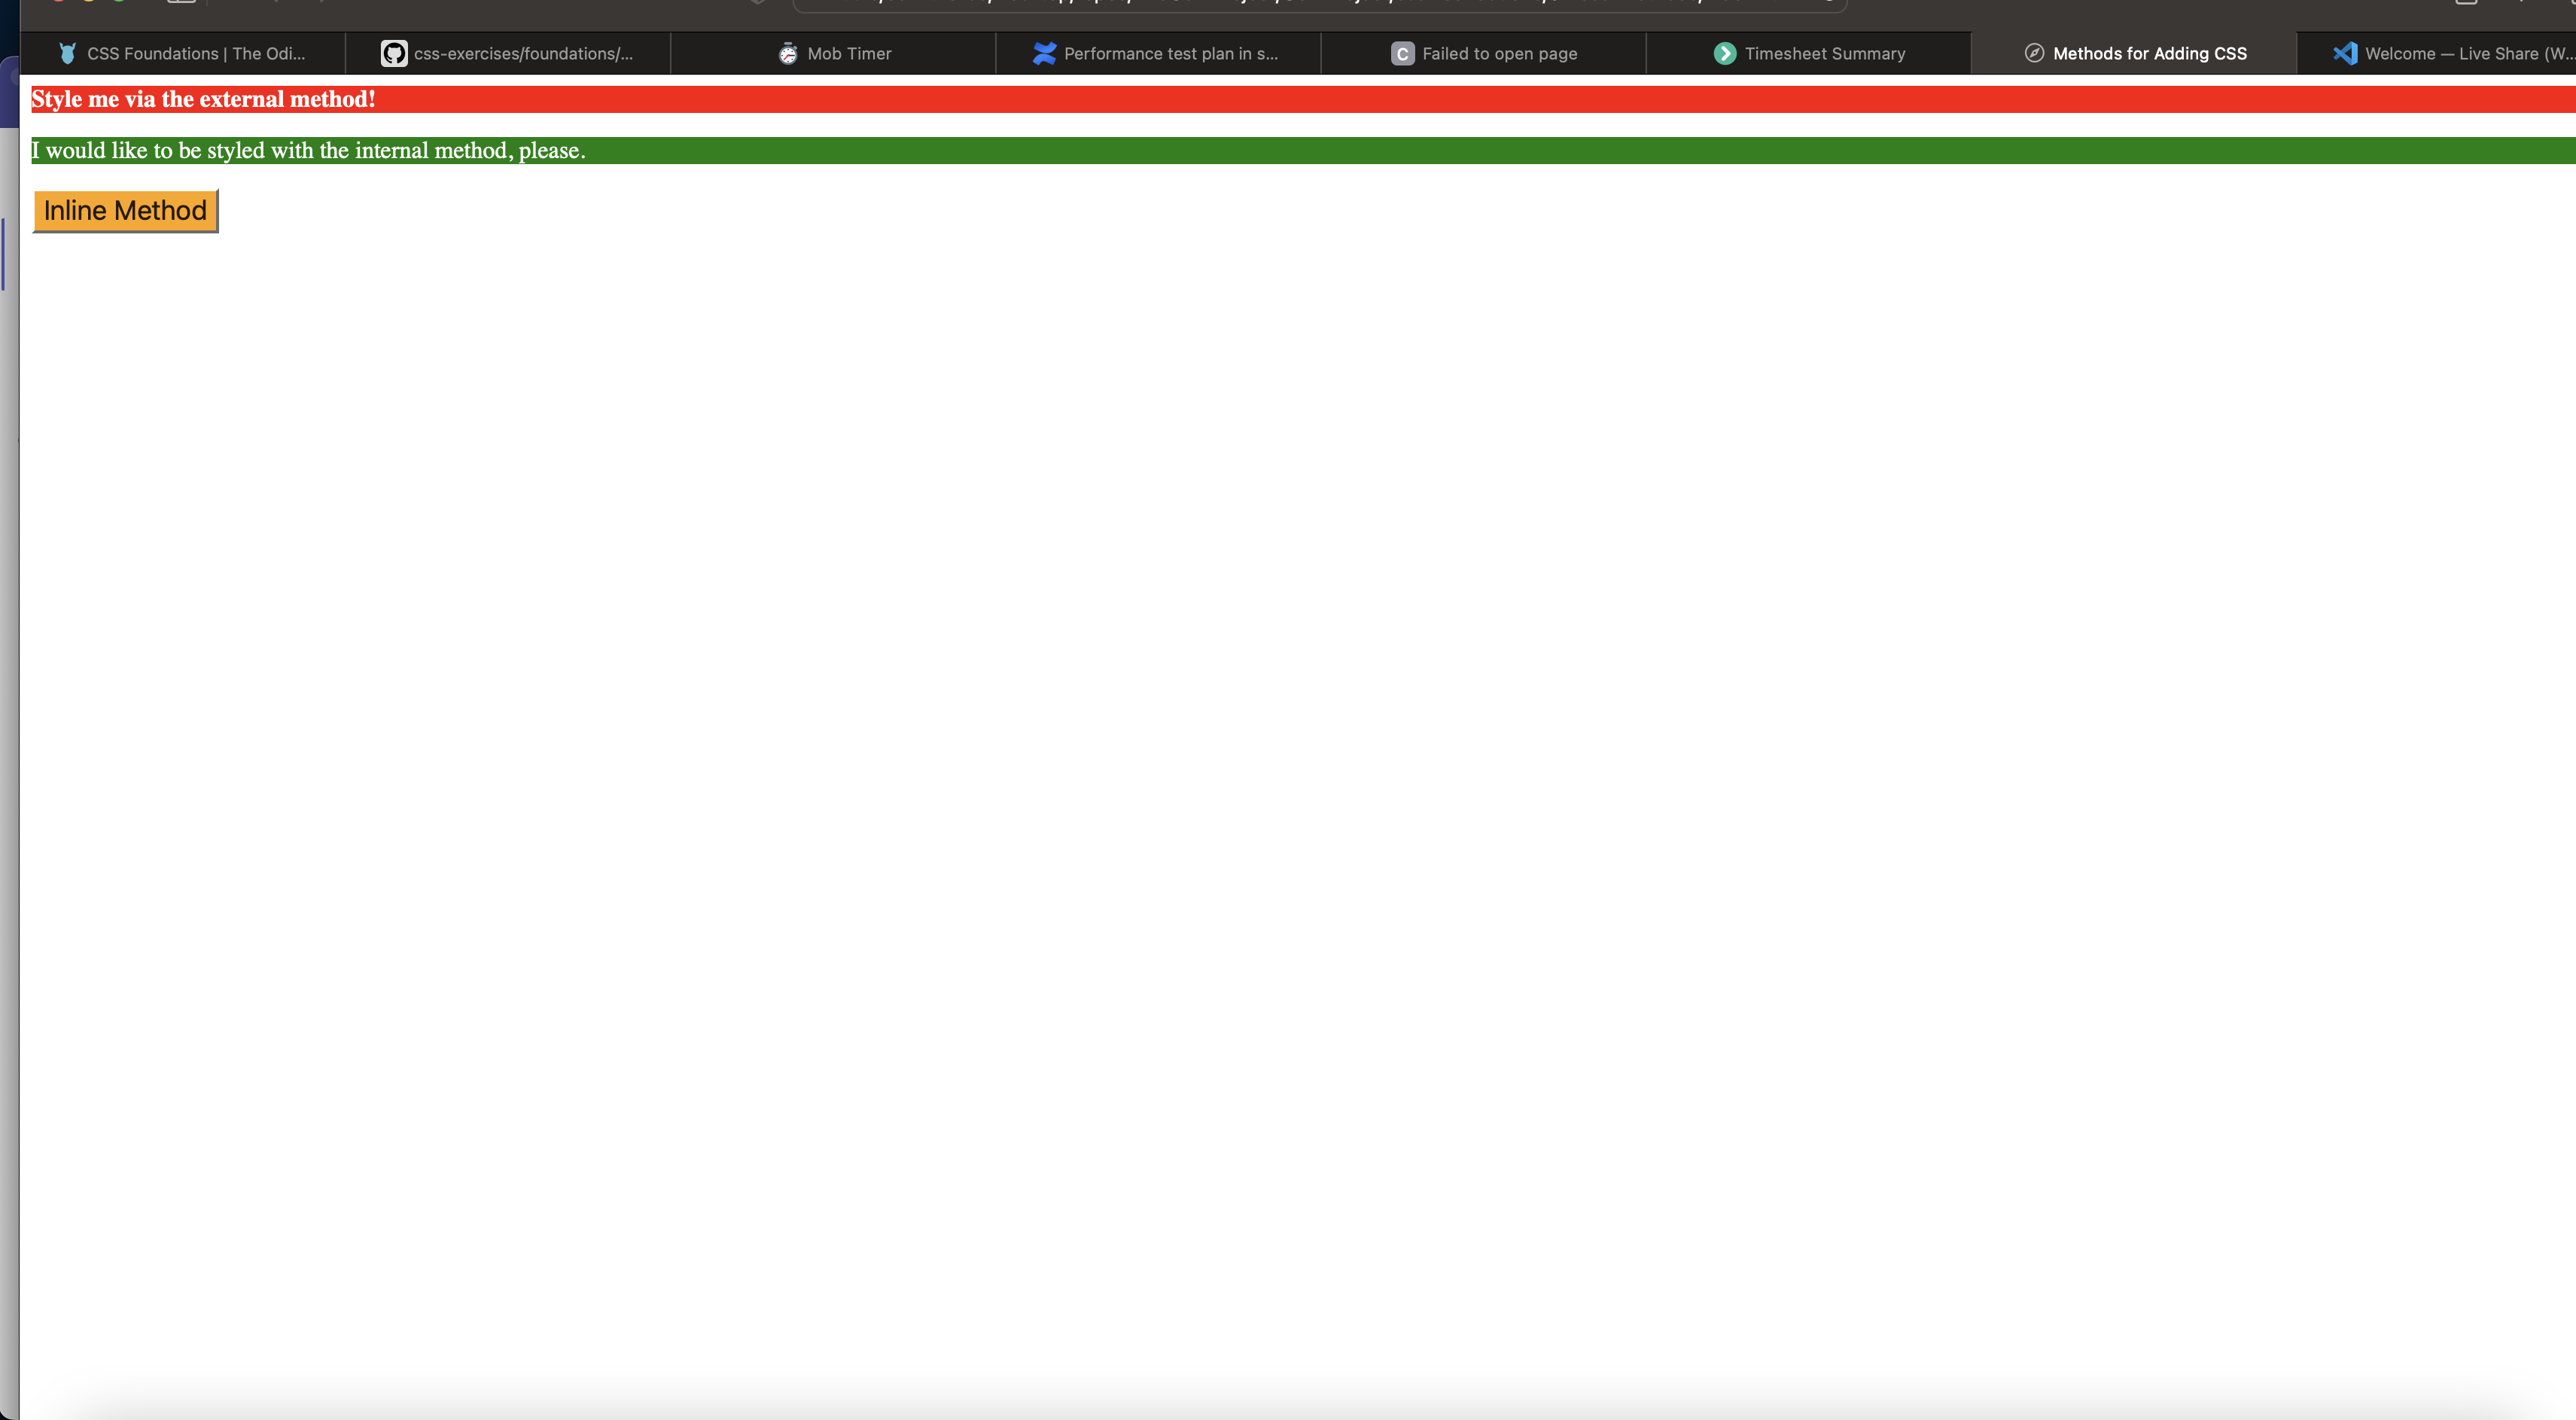 CSS Foundations | The Odi...
css-exercises/foundations/...
Mob Timer
Performance test plan in s...
C Failed to open page
Timesheet Summary
Methods for Adding CSS
Welcome — Live Share (W...
Style me via the external method!
I would like to be styled with the internal method, please.
Inline Method